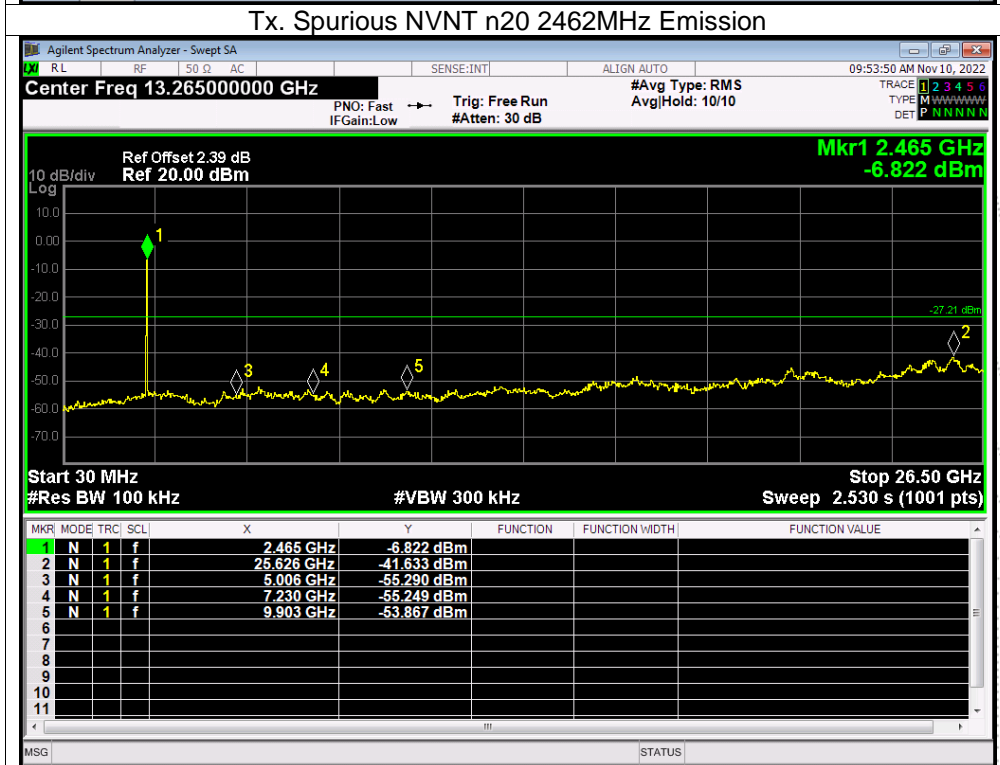 Tx. Spurious NVNT n20 2462MHz Emission
Agilent Spectrum Analyzer - Swept SA
LXI RL RF 50 Ω AC SENSE:INT ALIGN AUTO 09:53:50 AM Nov 10, 2022
Center Freq 13.265000000 GHz #Avg Type: RMS TRACE 1 2 3 4 5 6
PNO: Fast Trig: Free Run Avg|Hold: 10/10 TYPE M WWWWW
IFGain:Low #Atten: 30 dB DET P N N N N N
Mkr1 2.465 GHz
Ref Offset 2.39 dB
10 dB/div Ref 20.00 dBm -6.822 dBm
Log
10.0
1
0.00
-10.0
-20.0
-27.21 dBm
-30.0
2
-40.0
3 4 5
-50.0
-60.0
-70.0
Start 30 MHz Stop 26.50 GHz
#Res BW 100 kHz #VBW 300 kHz Sweep 2.530 s (1001 pts)
MKR MODE TRC SCL X Y FUNCTION FUNCTION WIDTH FUNCTION VALUE
1 N 1 f 2.465 GHz -6.822 dBm
2 N 1 f 25.626 GHz -41.633 dBm
3 N 1 f 5.006 GHz -55.290 dBm
4 N 1 f 7.230 GHz -55.249 dBm
5 N 1 f 9.903 GHz -53.867 dBm
6
7
8
9
10
11
MSG STATUS